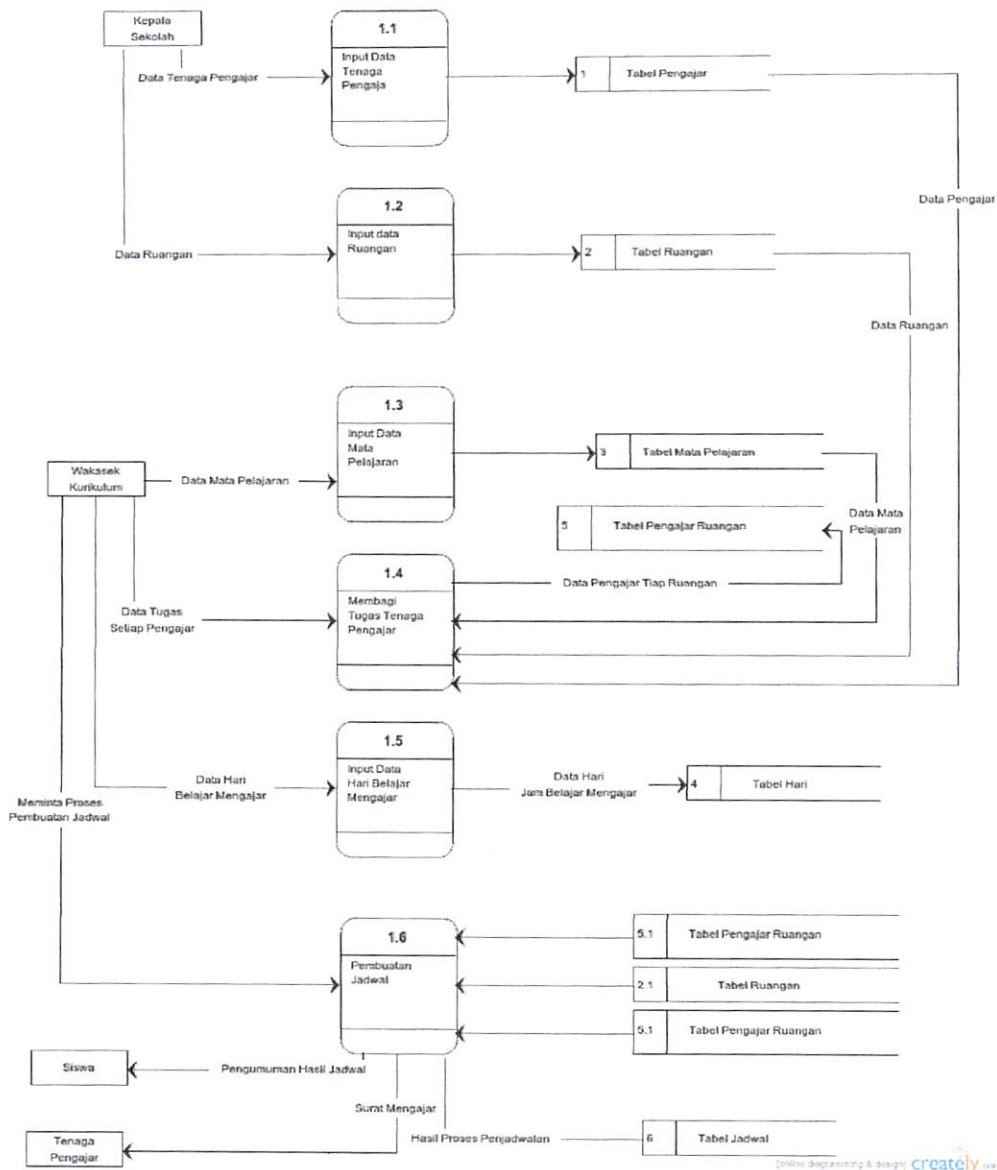 Kepala
Sekolah
1.1
Input Data
Tenaga
Pengaja
Data Tenaga Pengajar
1
Tabel Pengajar
Data Pengajar
1.2
Input data
Ruangan
Data Ruangan
2
Tabel Ruangan
Data Ruangan
1.3
Input Data
Mata
Pelajaran
Wakasek
Kurikulum
Data Mata Pelajaran
3
Tabel Mata Pelajaran
Data Mata
Pelajaran
5
Tabel Pengajar Ruangan
1.4
Membagi
Tugas Tenaga
Pengajar
Data Pengajar Tiap Ruangan
Data Tugas
Setiap Pengajar
1.5
Input Data
Hari Belajar
Mengajar
Data Hari
Belajar Mengajar
Data Hari
Jam Belajar Mengajar
4
Tabel Hari
Meminta Proses
Pembuatan Jadwal
1.6
Pembuatan
Jadwal
5.1
Tabel Pengajar Ruangan
2.1
Tabel Ruangan
5.1
Tabel Pengajar Ruangan
Siswa
Pengumuman Hasil Jadwal
Surat Mengajar
Tenaga
Pengajar
Hasil Proses Penjadwalan
6
Tabel Jadwal
[online diagramming & design] creately.com